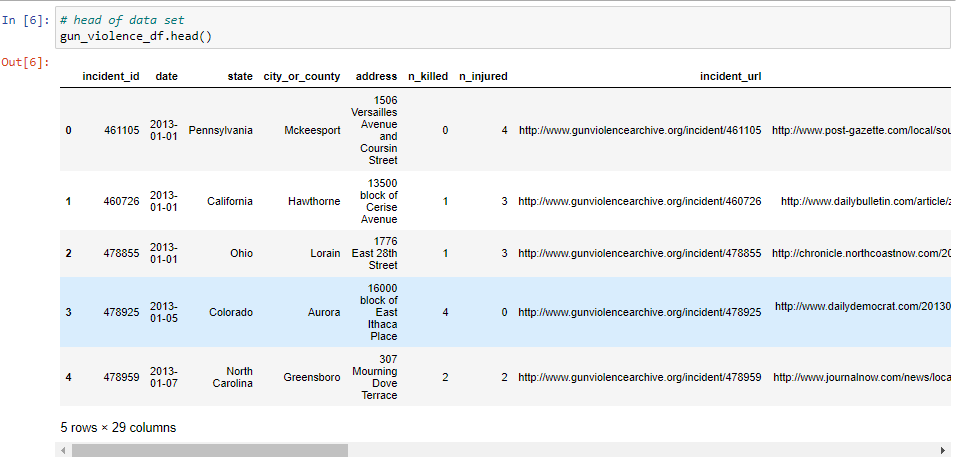 In [6]: # head of data set
gun_violence_df.head()
Out[6]:
incident_id date state city_or_county address n_killed n_injured incident_url
0 461105 2013-01-01 Pennsylvania Mckeesport 1506 Versailles Avenue and Coursin Street 0 4 http://www.gunviolencearchive.org/incident/461105 http://www.post-gazette.com/local/sou
1 460726 2013-01-01 California Hawthorne 13500 block of Cerise Avenue 1 3 http://www.gunviolencearchive.org/incident/460726 http://www.dailybulletin.com/article/z
2 478855 2013-01-01 Ohio Lorain 1776 East 28th Street 1 3 http://www.gunviolencearchive.org/incident/478855 http://chronicle.northcoastnow.com/20
3 478925 2013-01-05 Colorado Aurora 16000 block of East Ithaca Place 4 0 http://www.gunviolencearchive.org/incident/478925 http://www.dailydemocrat.com/20130
4 478959 2013-01-07 North Carolina Greensboro 307 Mourning Dove Terrace 2 2 http://www.gunviolencearchive.org/incident/478959 http://www.journalnow.com/news/loca
5 rows × 29 columns